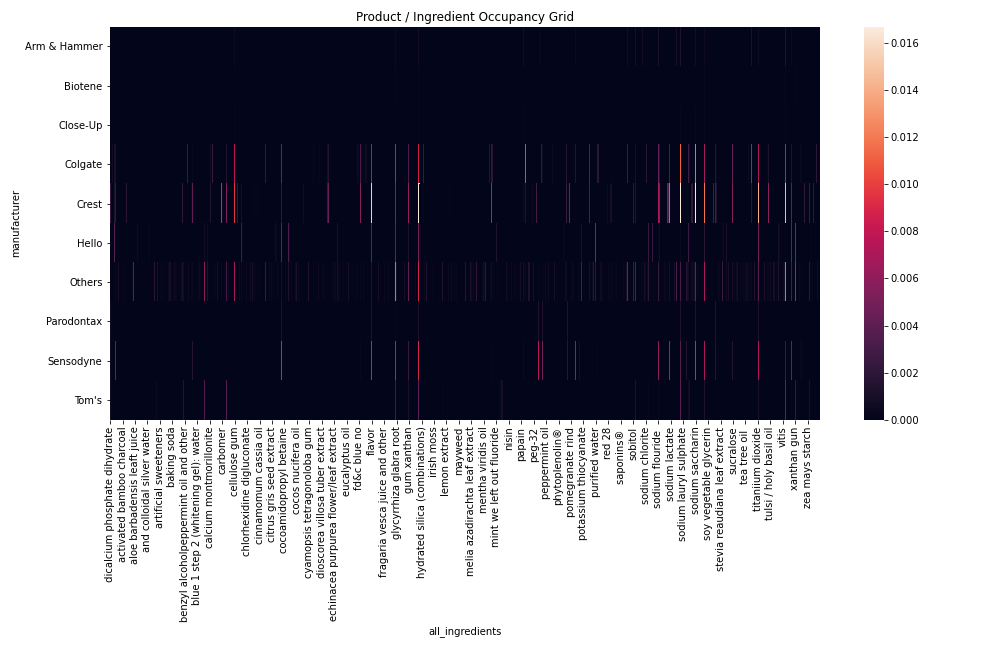 Product / Ingredient Occupancy Grid
manufacturer
Arm & Hammer
Biotene
Close-Up
Colgate
Crest
Hello
Others
Parodontax
Sensodyne
Tom's
0.016
0.014
0.012
0.010
0.008
0.006
0.004
0.002
0.000
dicalcium phosphate dihydrate
activated bamboo charcoal
aloe barbadensis leaft juice
and colloidal silver water
artificial sweeteners
baking soda
benzyl alcoholpeppermint oil and other
blue 1 step 2 (whitening gel): water
calcium montmorillonite
carbomer
cellulose gum
chlorhexidine digluconate
cinnamomum cassia oil
citrus gris seed extract
cocoamidopropyl betaine
cocos nucifera oil
cyamopsis tetragonoloba gum
dioscorea villosa tuber extract
echinacea purpurea flower/leaf extract
eucalyptus oil
fd&c blue no
flavor
fragaria vesca juice and other
glycyrrhiza glabra root
gum xanthan
hydrated silica (combinations)
irish moss
lemon extract
mayweed
melia azadirachta leaf extract
mentha viridis oil
mint we left out fluoride
nisin
papain
peg-32
peppermint oil
phytoplenolin®
pomegranate rind
potassium thiocyanate
purified water
red 28
saponins®
sobitol
sodium chlorite
sodium flouride
sodium lactate
sodium lauryl sulphate
sodium saccharin
soy vegetable glycerin
stevia reaudiana leaf extract
sucralose
tea tree oil
titaniium dioxide
tulsi / holy basil oil
vitis
xanthan gun
zea mays starch
all_ingredients